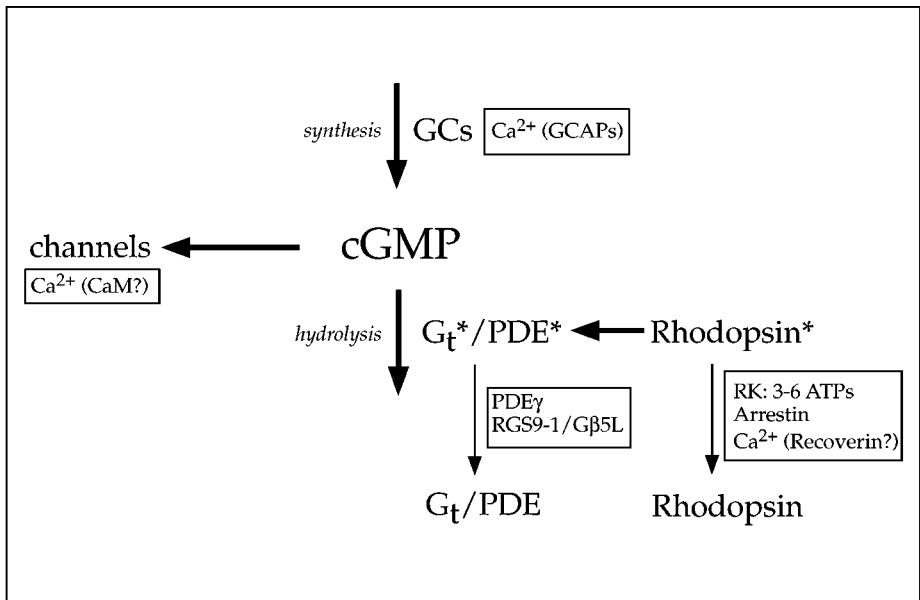 synthesis GCs Ca2+ (GCAPs)
channels cGMP
Ca2+ (CaM?)
hydrolysis Gt*/PDE* Rhodopsin*
PDEγ
RGS9-1/Gβ5L
RK: 3-6 ATPs
Arrestin
Ca2+ (Recoverin?)
Gt/PDE Rhodopsin